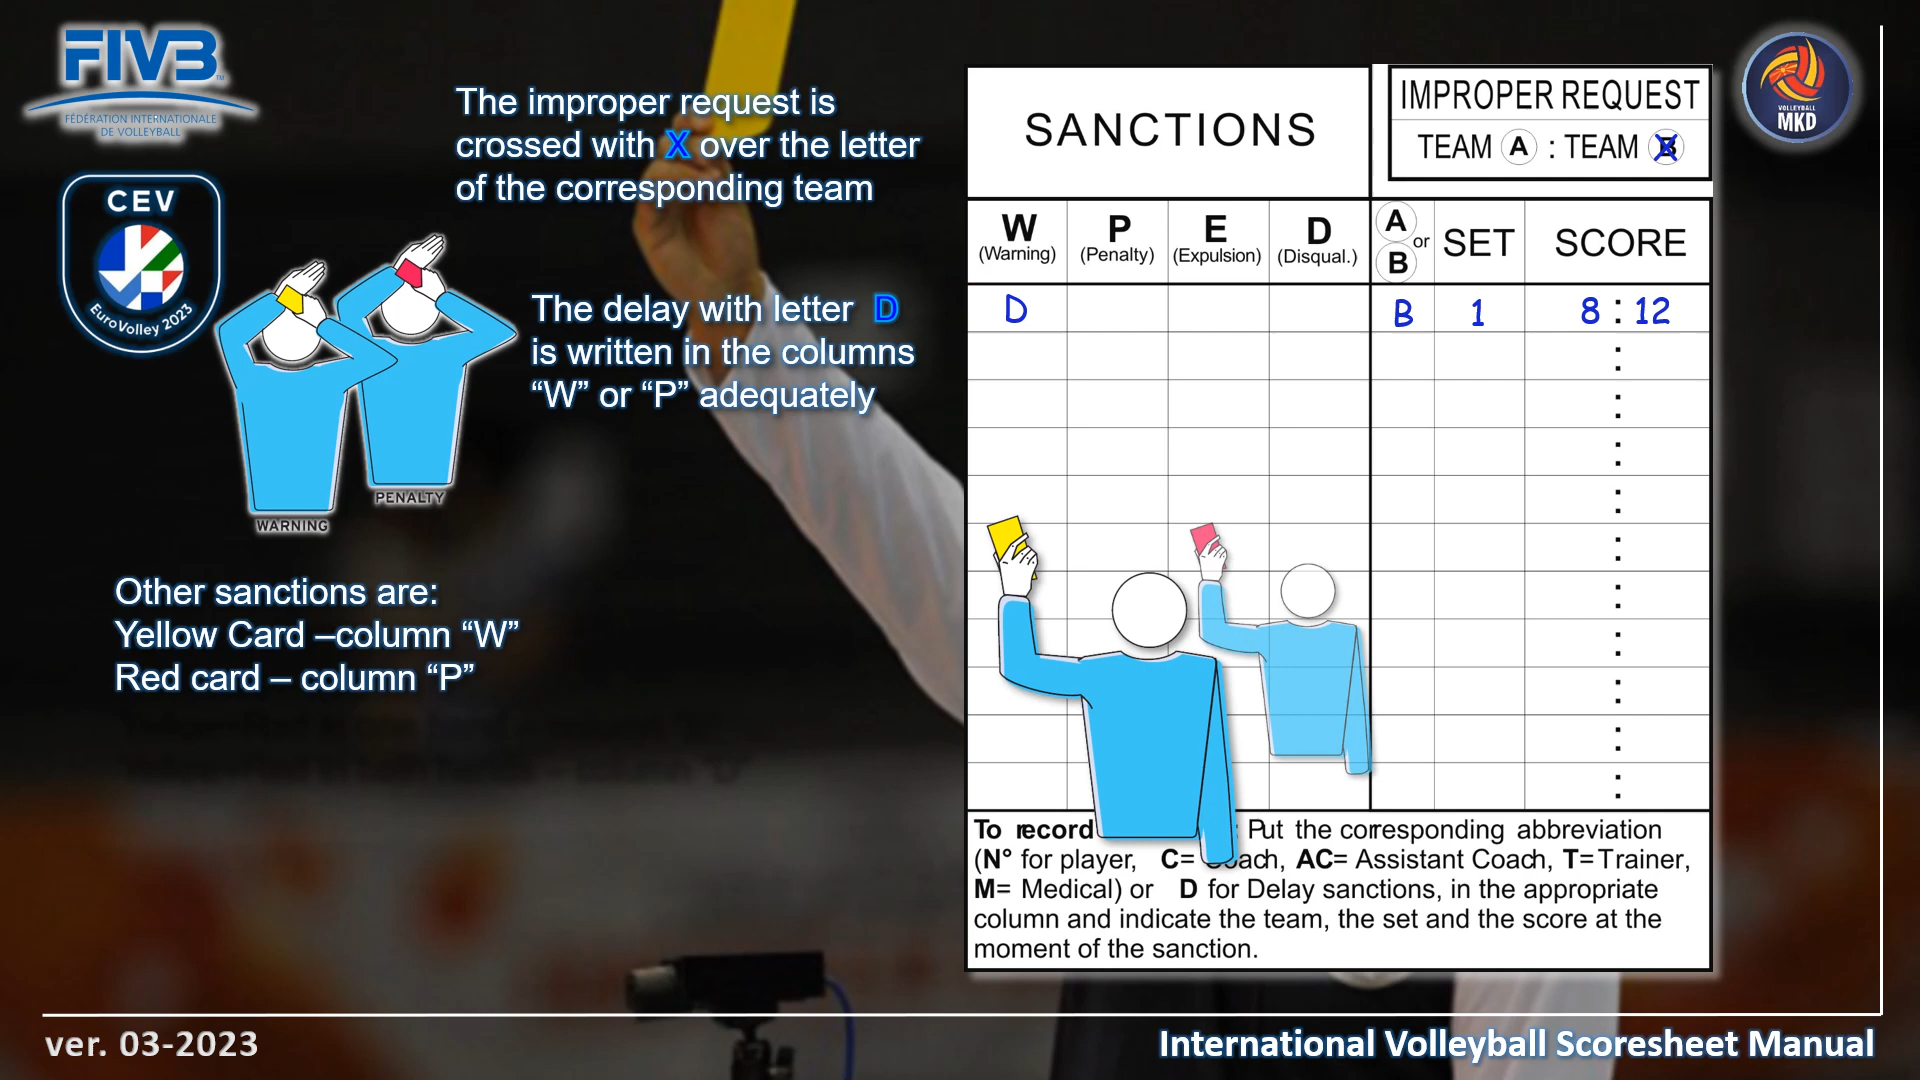 FIVB
TM
FÉDÉRATION INTERNATIONALE
DE VOLLEYBALL
CEV
EuroVolley 2023
The improper request is
crossed with X over the letter
of the corresponding team
WARNING
PENALTY
The delay with letter D
is written in the columns
“W” or “P” adequately
Other sanctions are:
Yellow Card –column “W”
Red card – column “P”
SANCTIONS
IMPROPER REQUEST
TEAM A : TEAM B
W P E D A or B SET SCORE
(Warning) (Penalty) (Expulsion) (Disqual.)
D B 1 8 : 12
:
:
:
:
:
:
:
:
:
:
To record : Put the corresponding abbreviation
(N° for player, C= Coach, AC= Assistant Coach, T=Trainer,
M= Medical) or D for Delay sanctions, in the appropriate
column and indicate the team, the set and the score at the
moment of the sanction.
VOLLEYBALL
MKD
ver. 03-2023
International Volleyball Scoresheet Manual